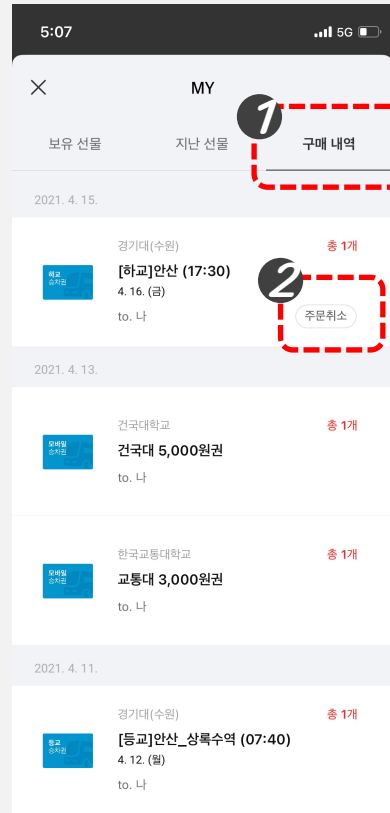 5:07
5G
MY
1
보유 선물
지난 선물
구매 내역
2021. 4. 15.
하교
승차권
경기대(수원)
총 1개
[하교]안산 (17:30)
2
4. 16. (금)
to. 나
주문취소
2021. 4. 13.
모바일
승차권
건국대학교
총 1개
건국대 5,000원권
to. 나
모바일
승차권
한국교통대학교
총 1개
교통대 3,000원권
to. 나
2021. 4. 11.
등교
승차권
경기대(수원)
총 1개
[등교]안산_상록수역 (07:40)
4. 12. (월)
to. 나